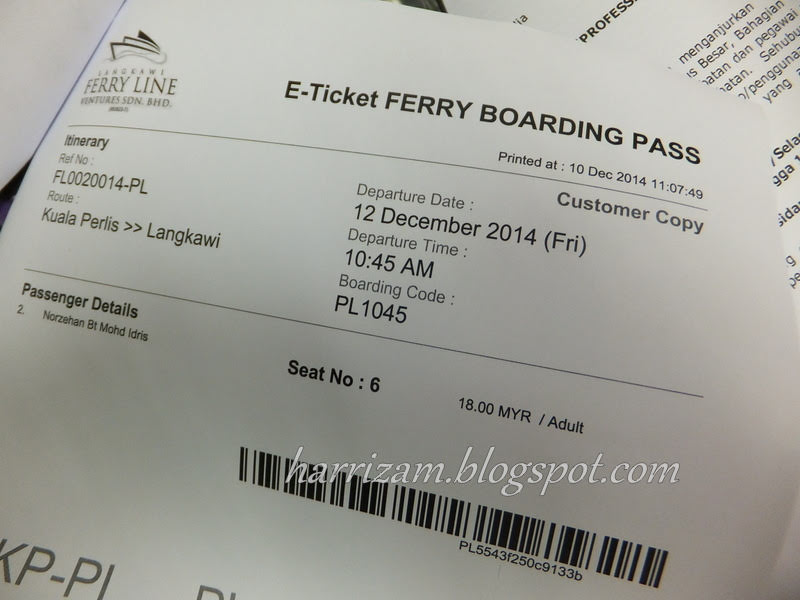 LANGKAWI
FERRY LINE
VENTURES SDN. BHD.
E-Ticket FERRY BOARDING PASS
Printed at : 10 Dec 2014 11:07:49
Customer Copy
Itinerary
Ref No :
FL0020014-PL
Route :
Kuala Perlis >> Langkawi
Departure Date :
12 December 2014 (Fri)
Departure Time :
10:45 AM
Boarding Code :
PL1045
Passenger Details
2. Norzehan Bt Mohd Idris
Seat No : 6
18.00 MYR / Adult
harrizam.blogspot.com
PL5543f250c9133b
KP-PL
menganjurkan
Besar, Bahagian
dan pegawai
Sehubu
yang